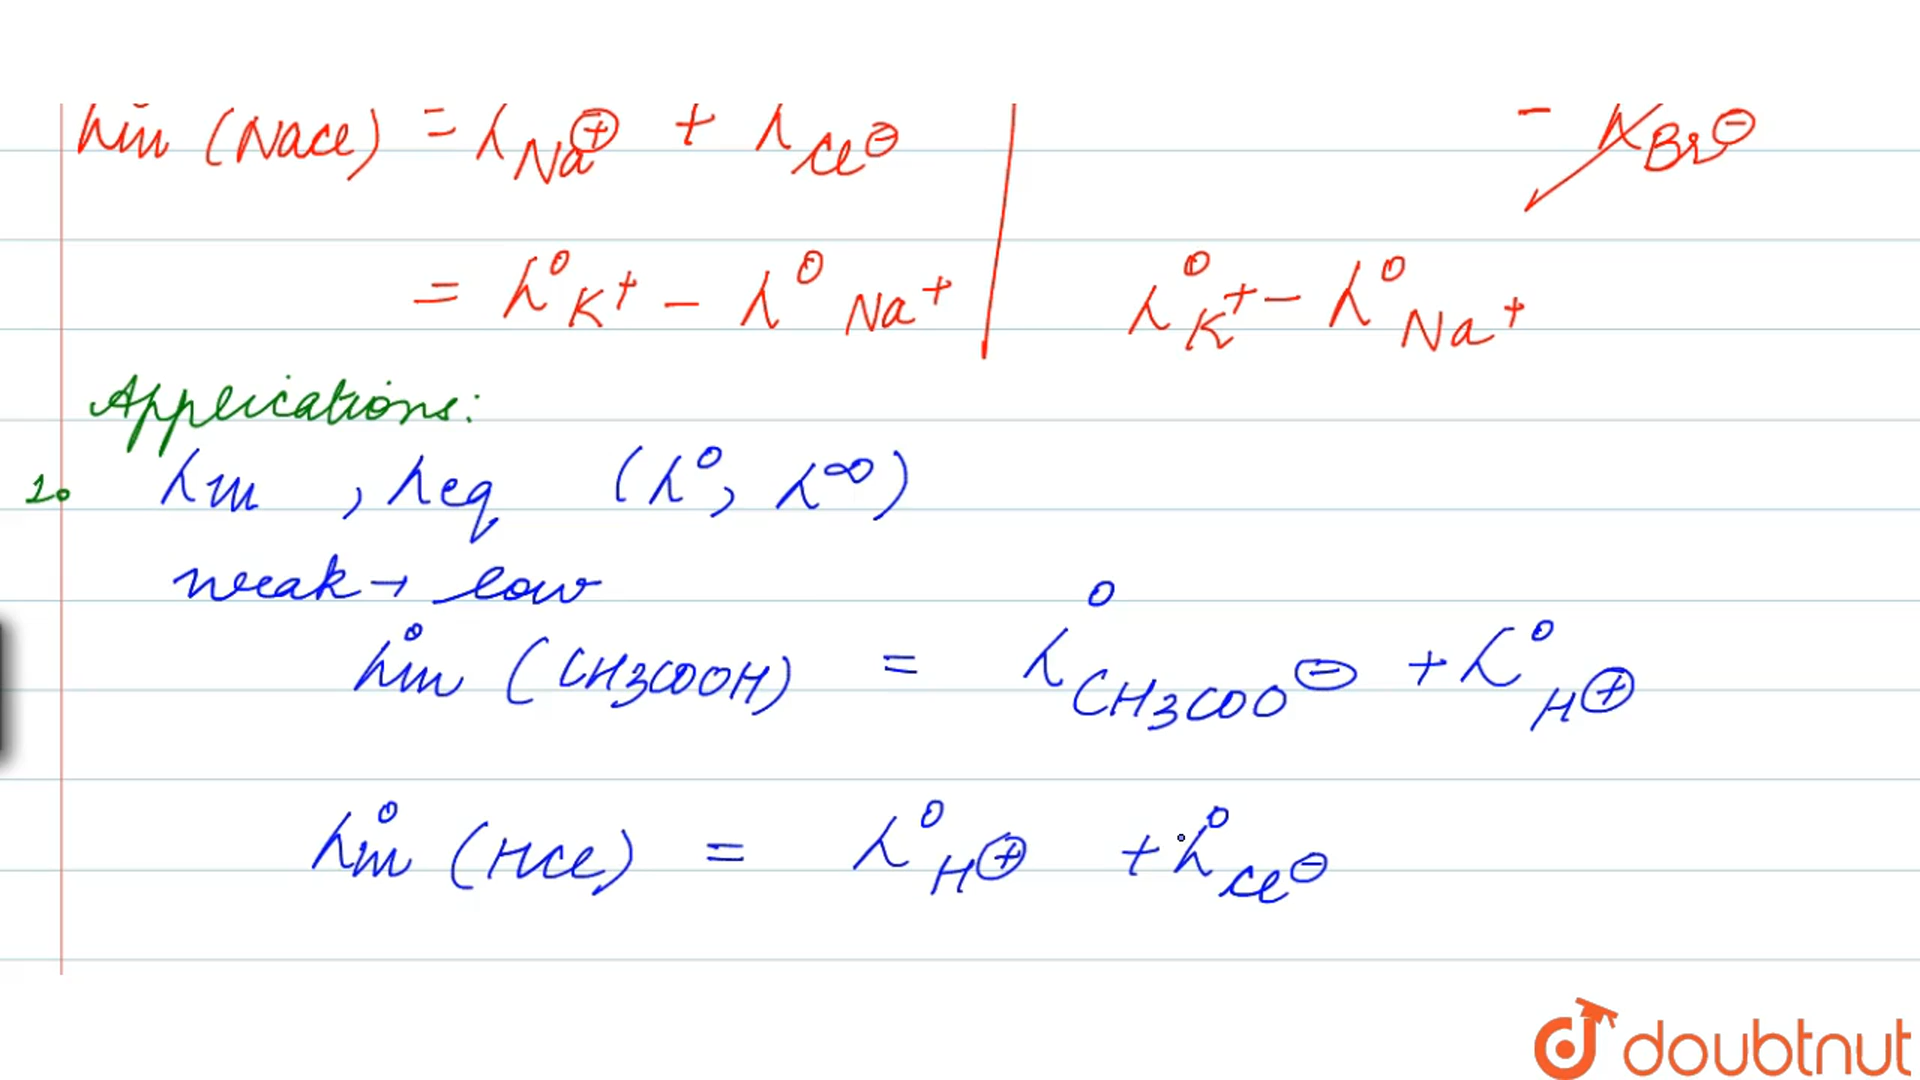 λm (NaCl) = λNa⊕ + λCl⊖
- λBr⊖
= λ°K+ - λ°Na+
λ°K+ - λ°Na+
Applications:
1. λm , λeq (λ°, λ∞)
weak → low
λ°m (CH3COOH) = λ°CH3COO⊖ + λ°H⊕
λ°m (HCl) = λ°H⊕ + λ°Cl⊖
doubtnut